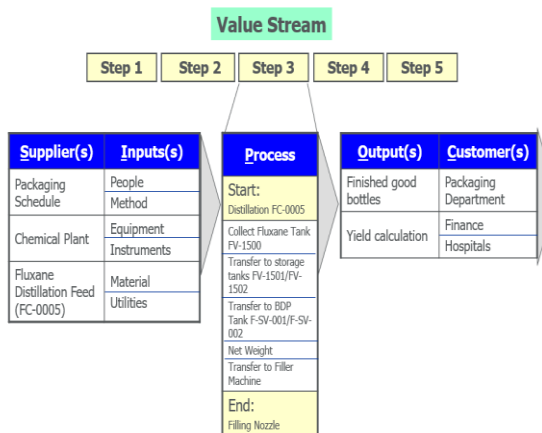 Value Stream
Step 1
Step 2
Step 3
Step 4
Step 5
Supplier(s)
Inputs(s)
Packaging
Schedule
People
Method
Chemical Plant
Equipment
Instruments
Fluxane
Distillation Feed
(FC-0005)
Material
Utilities
Process
Start:
Distillation FC-0005
Collect Fluxane Tank
FV-1500
Transfer to storage
tanks FV-1501/FV-
1502
Transfer to BDP
Tank F-SV-001/F-SV-
002
Net Weight
Transfer to Filler
Machine
End:
Filling Nozzle
Output(s)
Customer(s)
Finished good
bottles
Packaging
Department
Yield calculation
Finance
Hospitals